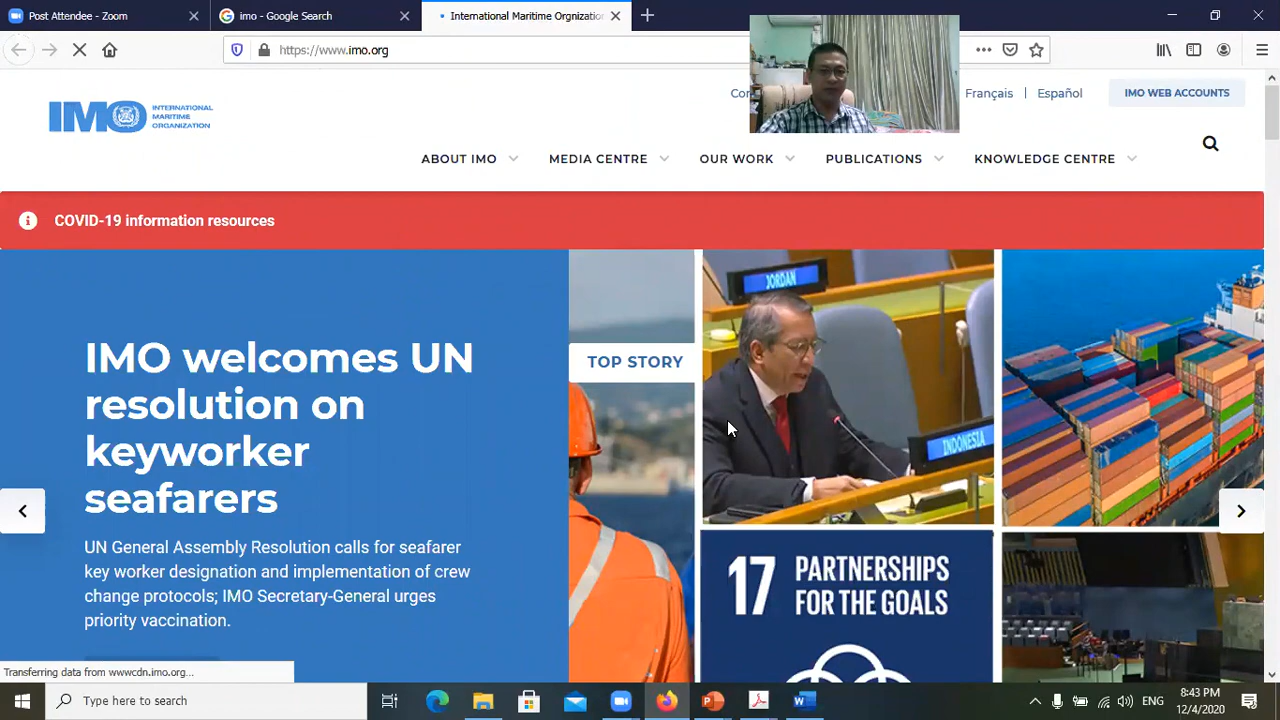 Post Attendee - Zoom
imo - Google Search
International Maritime Orgnizatio
https://www.imo.org
Français | Español
IMO WEB ACCOUNTS
IMO
INTERNATIONAL
MARITIME
ORGANIZATION
ABOUT IMO
MEDIA CENTRE
OUR WORK
PUBLICATIONS
KNOWLEDGE CENTRE
COVID-19 information resources
IMO welcomes UN
resolution on
keyworker
seafarers
UN General Assembly Resolution calls for seafarer
key worker designation and implementation of crew
change protocols; IMO Secretary-General urges
priority vaccination.
TOP STORY
JORDAN
INDONESIA
17 PARTNERSHIPS
FOR THE GOALS
Transferring data from wwwcdn.imo.org...
Type here to search
ENG
8:43 PM
12/4/2020